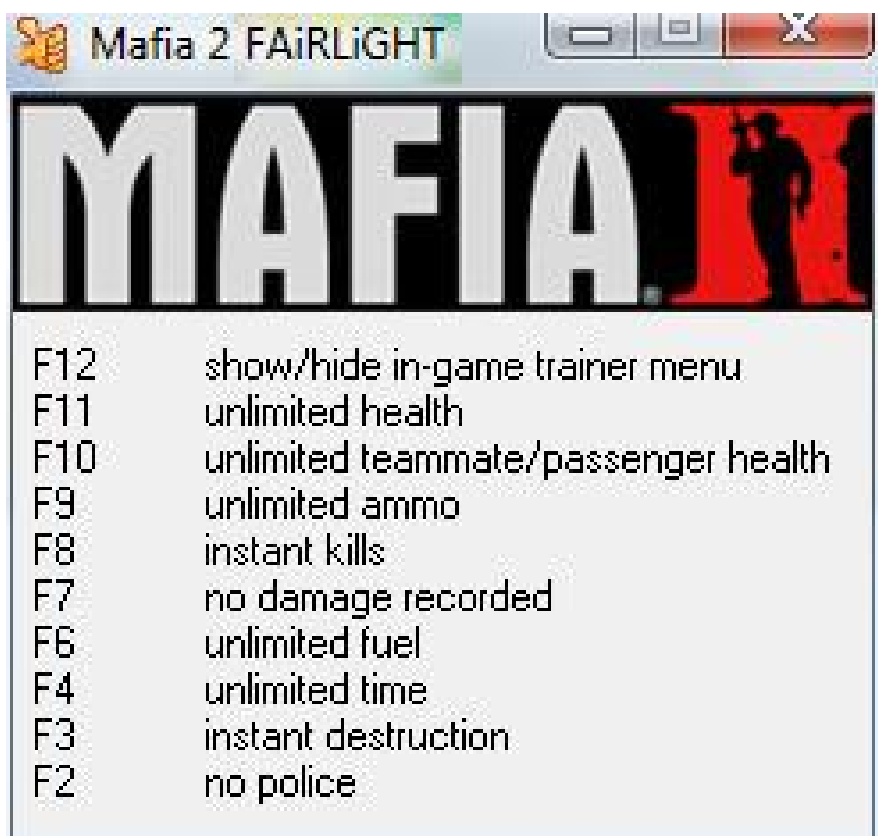 Mafia 2 FAiRLiGHT
MAFIA II
F12 show/hide in-game trainer menu
F11 unlimited health
F10 unlimited teammate/passenger health
F9 unlimited ammo
F8 instant kills
F7 no damage recorded
F6 unlimited fuel
F4 unlimited time
F3 instant destruction
F2 no police